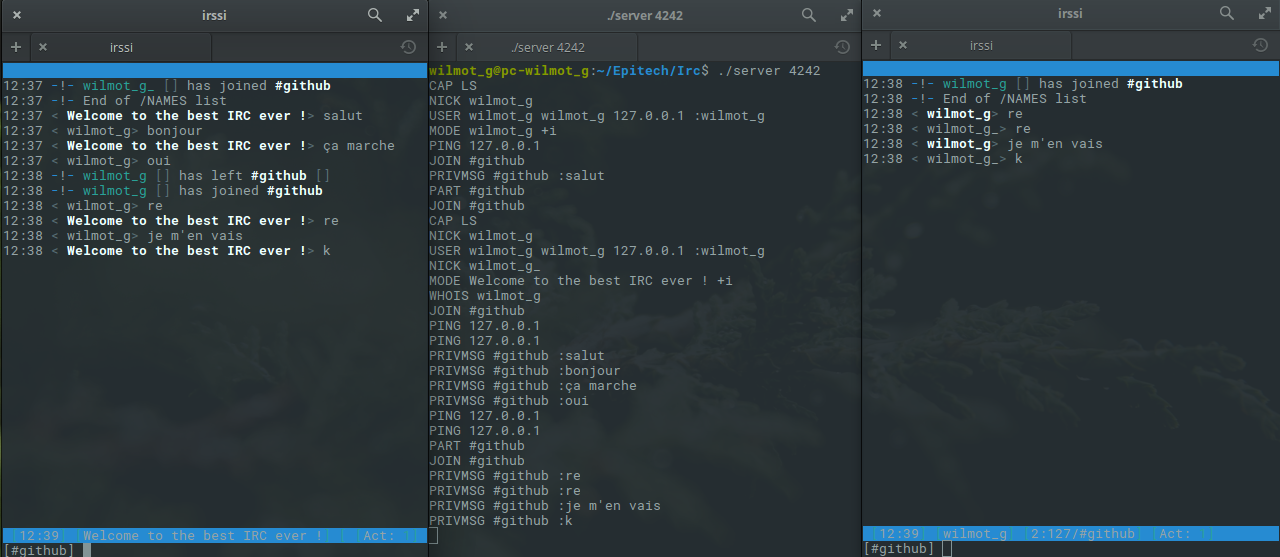 irssi
irssi
12:37 -!- wilmot_g_ [] has joined #github
12:37 -!- End of /NAMES list
12:37 < Welcome to the best IRC ever !> salut
12:37 < wilmot_g> bonjour
12:37 < Welcome to the best IRC ever !> ça marche
12:37 < wilmot_g> oui
12:38 -!- wilmot_g [] has left #github []
12:38 -!- wilmot_g [] has joined #github
12:38 < wilmot_g> re
12:38 < Welcome to the best IRC ever !> re
12:38 < wilmot_g> je m'en vais
12:38 < Welcome to the best IRC ever !> k
[12:39] [Welcome to the best IRC ever ! [Act: ]
[#github]
./server 4242
./server 4242
wilmot_g@pc-wilmot_g:~/Epitech/Irc$ ./server 4242
CAP LS
NICK wilmot_g
USER wilmot_g wilmot_g 127.0.0.1 :wilmot_g
MODE wilmot_g +i
PING 127.0.0.1
JOIN #github
PRIVMSG #github :salut
PART #github
JOIN #github
CAP LS
NICK wilmot_g
USER wilmot_g wilmot_g 127.0.0.1 :wilmot_g
NICK wilmot_g_
MODE Welcome to the best IRC ever ! +i
WHOIS wilmot_g
JOIN #github
PING 127.0.0.1
PING 127.0.0.1
PRIVMSG #github :salut
PRIVMSG #github :bonjour
PRIVMSG #github :ça marche
PRIVMSG #github :oui
PING 127.0.0.1
PING 127.0.0.1
PART #github
JOIN #github
PRIVMSG #github :re
PRIVMSG #github :re
PRIVMSG #github :je m'en vais
PRIVMSG #github :k
irssi
irssi
12:38 -!- wilmot_g [] has joined #github
12:38 -!- End of /NAMES list
12:38 < wilmot_g> re
12:38 < wilmot_g_> re
12:38 < wilmot_g> je m'en vais
12:38 < wilmot_g_> k
[12:39] [wilmot_g] [2:127/#github] [Act: ]
[#github]